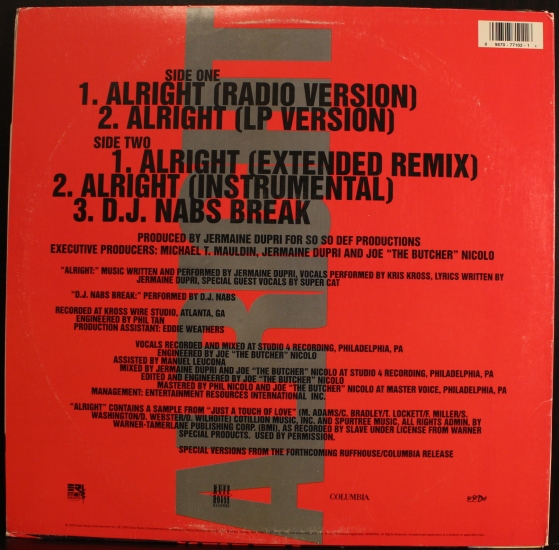 SIDE ONE
1. ALRIGHT (RADIO VERSION)
2. ALRIGHT (LP VERSION)
SIDE TWO
1. ALRIGHT (EXTENDED REMIX)
2. ALRIGHT (INSTRUMENTAL)
3. D.J. NABS BREAK
PRODUCED BY JERMAINE DUPRI FOR SO SO DEF PRODUCTIONS
EXECUTIVE PRODUCERS: MICHAEL T. MAULDIN, JERMAINE DUPRI AND JOE "THE BUTCHER" NICOLO
"ALRIGHT:" MUSIC WRITTEN AND PERFORMED BY JERMAINE DUPRI, VOCALS PERFORMED BY KRIS KROSS, LYRICS WRITTEN BY
JERMAINE DUPRI, SPECIAL GUEST VOCALS BY SUPER CAT
"D.J. NABS BREAK:" PERFORMED BY D.J. NABS
RECORDED AT KROSS WIRE STUDIO, ATLANTA, GA
ENGINEERED BY PHIL TAN
PRODUCTION ASSISTANT: EDDIE WEATHERS
VOCALS RECORDED AND MIXED AT STUDIO 4 RECORDING, PHILADELPHIA, PA
ENGINEERED BY JOE "THE BUTCHER" NICOLO
ASSISTED BY MANUEL LEUCONA
MIXED BY JERMAINE DUPRI AND JOE "THE BUTCHER" NICOLO AT STUDIO 4 RECORDING, PHILADELPHIA, PA
EDITED AND ENGINEERED BY JOE "THE BUTCHER" NICOLO
MASTERED BY PHIL NICOLO AND JOE "THE BUTCHER" NICOLO AT MASTER VOICE, PHILADELPHIA, PA
MANAGEMENT: ENTERTAINMENT RESOURCES INTERNATIONAL INC.
"ALRIGHT" CONTAINS A SAMPLE FROM "JUST A TOUCH OF LOVE" (M. ADAMS/C. BRADLEY/T. LOCKETT/F. MILLER/S.
WASHINGTON/D. WEBSTER/D. WILHOITE) COTILLION MUSIC, INC. AND SPURTREE MUSIC, ALL RIGHTS ADMIN. BY
WARNER-TAMERLANE PUBLISHING CORP. (BMI), AS RECORDED BY SLAVE UNDER LICENSE FROM WARNER
SPECIAL PRODUCTS. USED BY PERMISSION.
SPECIAL VERSIONS FROM THE FORTHCOMING RUFFHOUSE/COLUMBIA RELEASE
ALRIGHT
RUFF
HOUSE
COLUMBIA